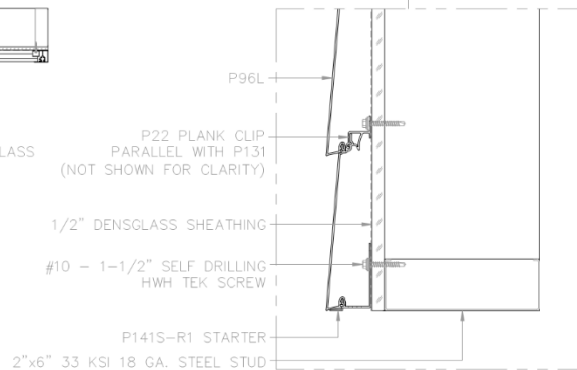 P96L
P22 PLANK CLIP
LASS
PARALLEL WITH P131
(NOT SHOWN FOR CLARITY)
1/2" DENSGLASS SHEATHING
#10 - 1-1/2" SELF DRILLING
HWH TEK SCREW
P141S-R1 STARTER
2"x6" 33 KSI 18 GA. STEEL STUD